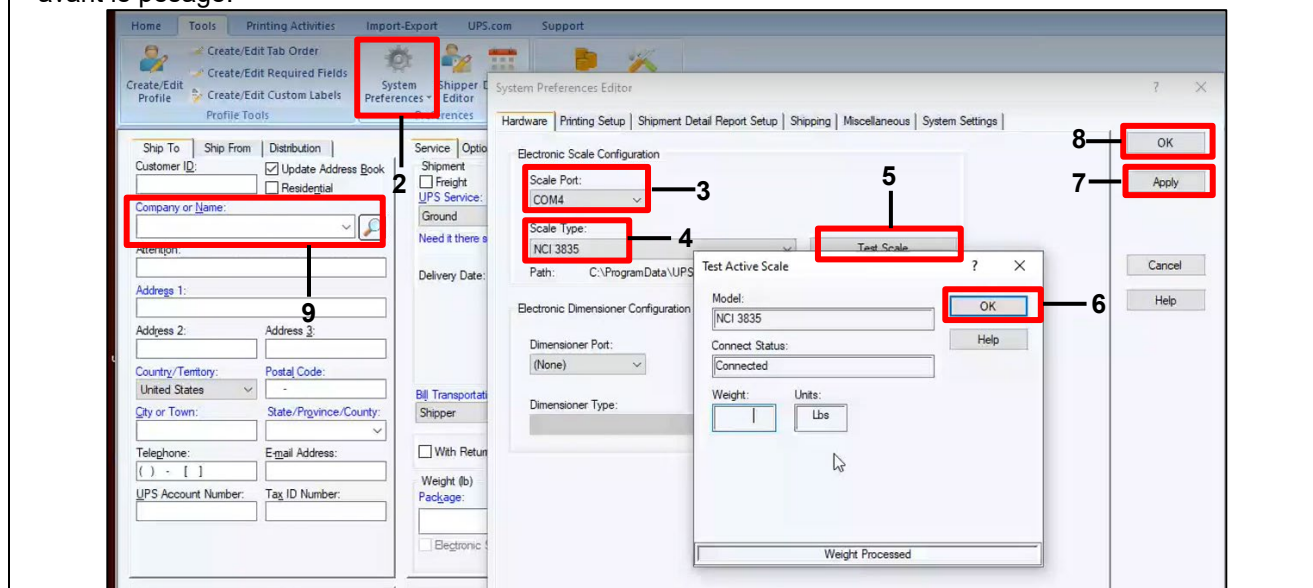 avant le pesage.
Home Tools Printing Activities Import-Export UPS.com Support
Create/Edit Profile
Create/Edit Tab Order
Create/Edit Required Fields
Create/Edit Custom Labels
System Preferences
Shipper Editor
Profile Tools
2
System Preferences Editor
? X
Hardware Printing Setup Shipment Detail Report Setup Shipping Miscellaneous System Settings
Ship To Ship From Distribution
Customer ID:
Update Address Book
Residential
Company or Name:
Attention:
9
Address 1:
Address 2: Address 3:
Country/Territory: Postal Code:
United States -
City or Town: State/Province/County:
Telephone: E-mail Address:
( ) - [ ]
UPS Account Number: Tax ID Number:
Service
Shipment
Freight
UPS Service:
Ground
Need it there
Delivery Date:
Shipper
With
Weight (lb)
Package:
Electronic Scale Configuration
Scale Port:
COM4
3
Scale Type:
NCI 3835
4
5
Test Scale
Path: C:\ProgramData\UPS
Electronic Dimensioner Configuration
Dimensioner Port:
(None)
Dimensioner Type:
Test Active Scale ? X
Model:
NCI 3835
OK
6
Connect Status:
Help
Connected
Weight: Units:
Lbs
Weight Processed
8
OK
7
Apply
Cancel
Help